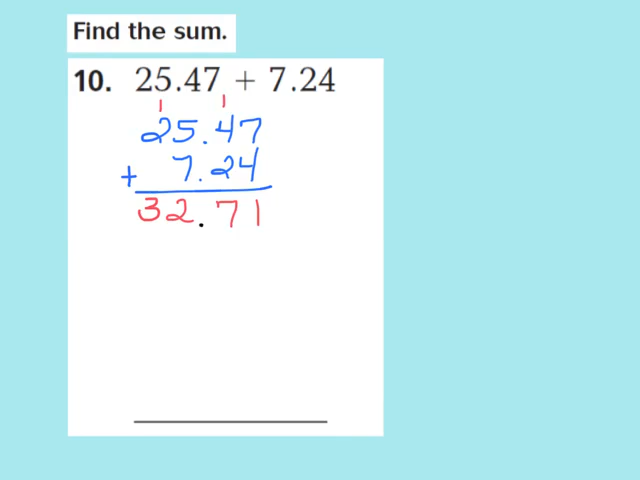 Find the sum.
10. 25.47 + 7.24
1 1
25.47
+ 7.24
32.71